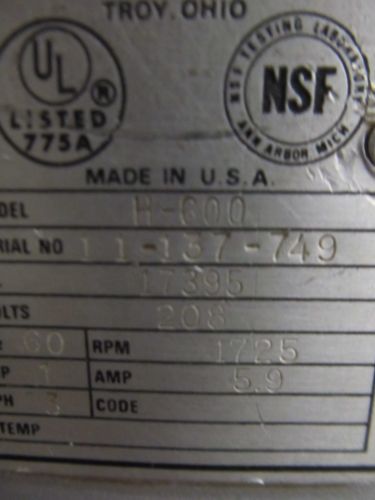 TROY, OHIO
UL ®
LISTED
775A
NSF TESTING LABORATORY
NSF
ANN ARBOR MICH
MADE IN U.S.A.
DEL H-600
RIAL NO 11-137-749
L 17395
LTS 208
60 RPM 1725
P 1 AMP 5.9
PH 3 CODE
TEMP